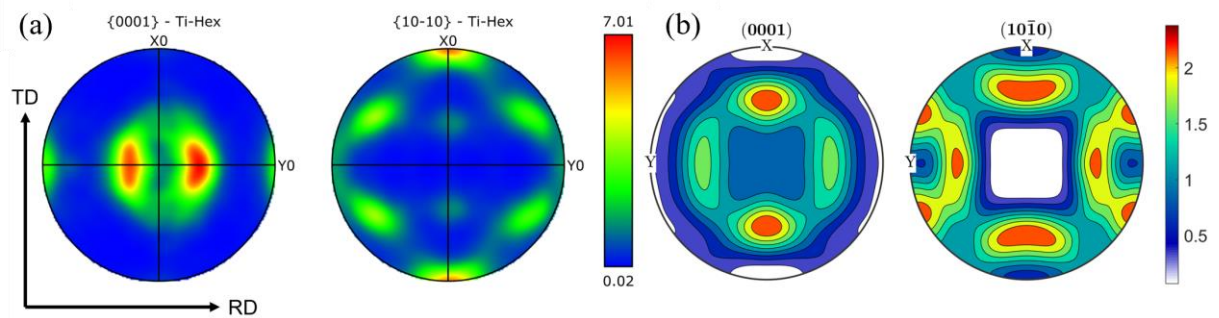 (a)
{0001} - Ti-Hex
X0
Y0
TD
RD
{10-10} - Ti-Hex
X0
Y0
7.01
0.02
(b)
(0001)
X
Y
(101̄0)
X
Y
2
1.5
1
0.5